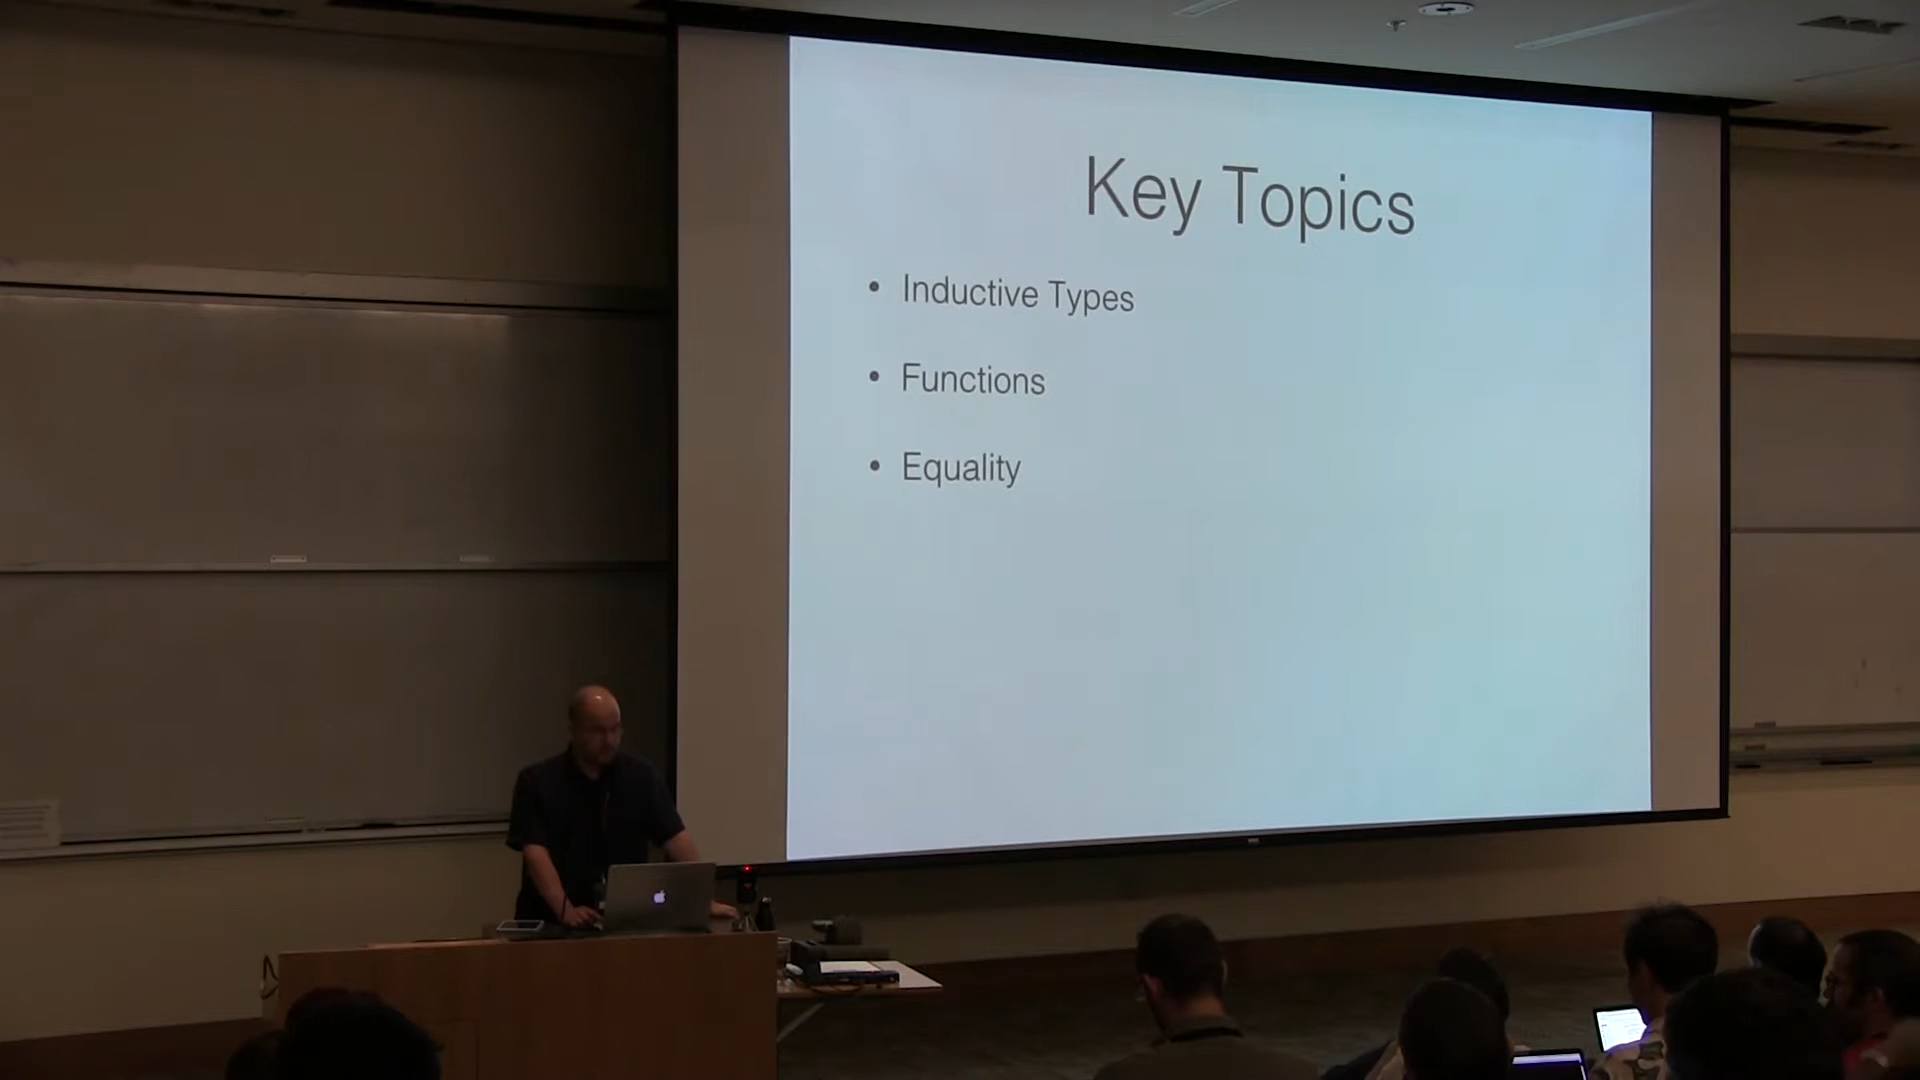 Key Topics
• Inductive Types
• Functions
• Equality